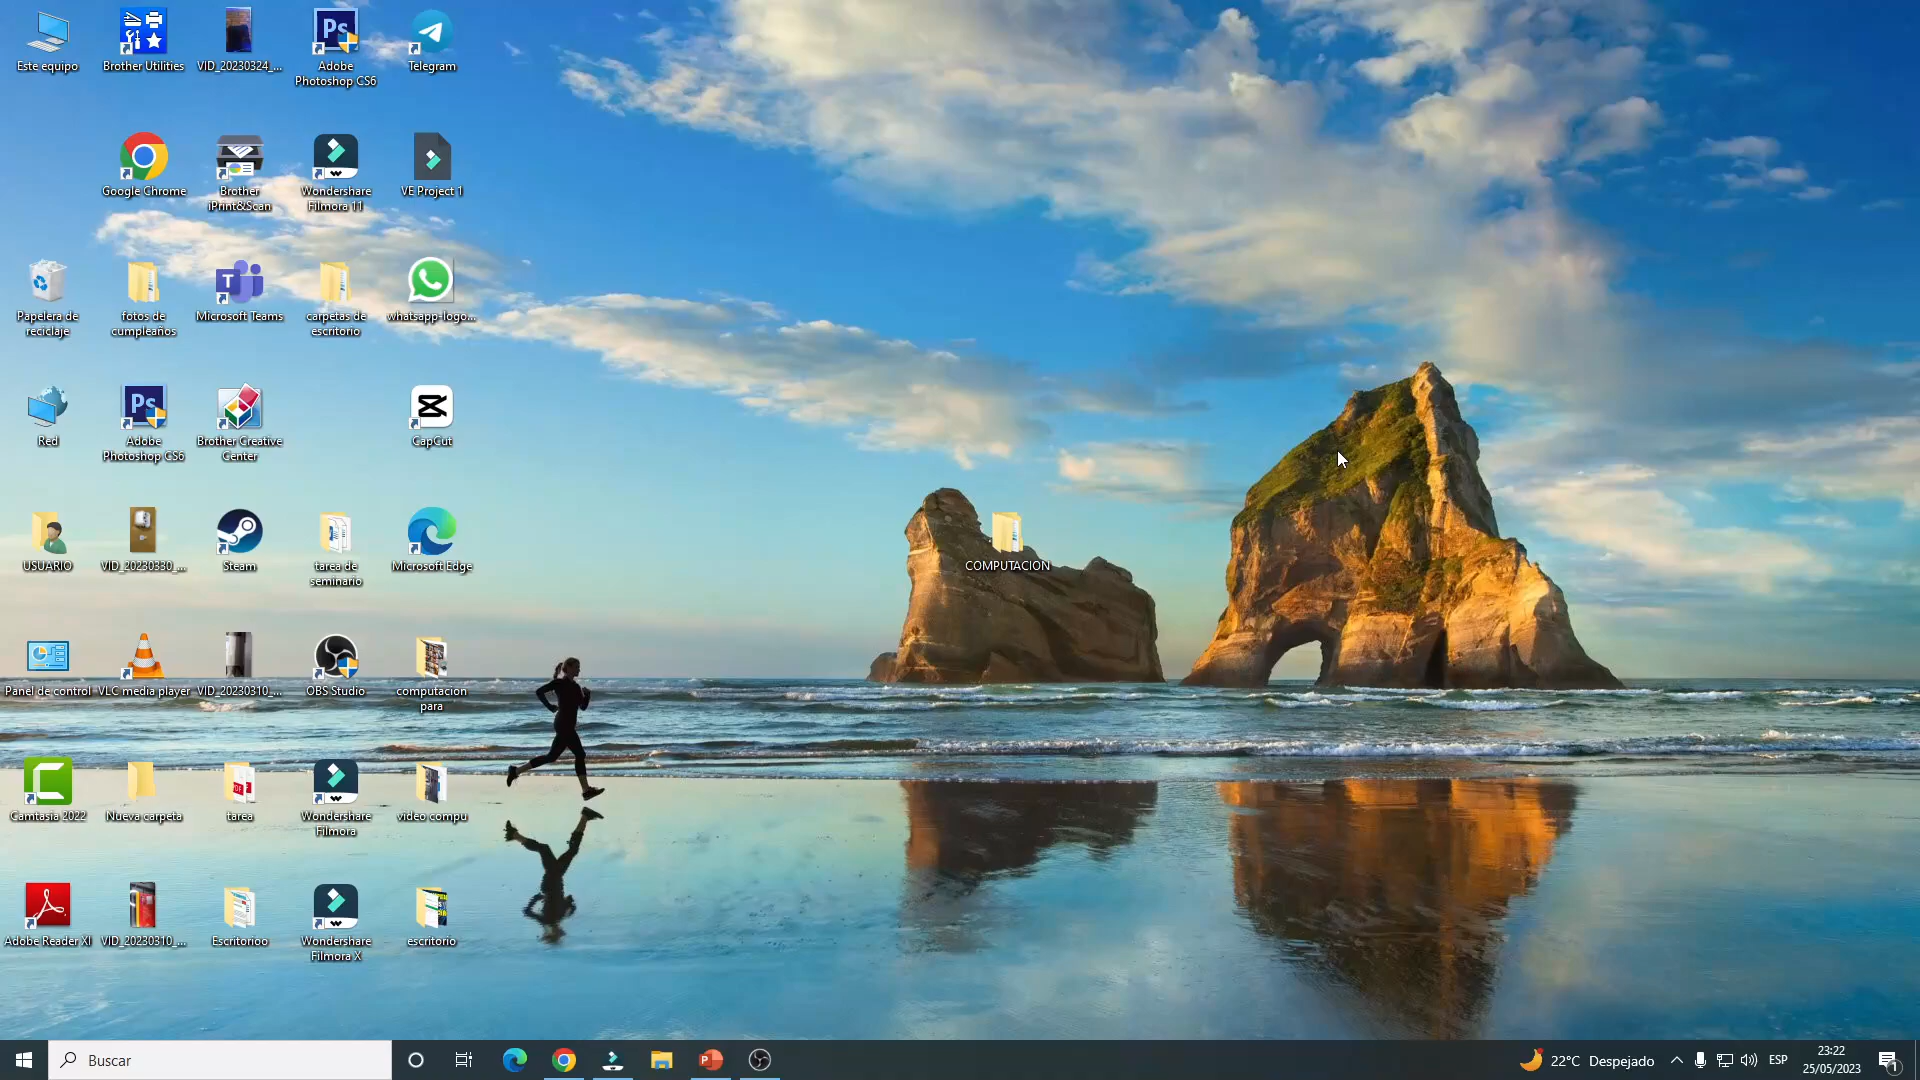 Este equipo
Brother Utilities
VID_20230324_...
Adobe
Photoshop CS6
Telegram
Google Chrome
Brother
iPrint&Scan
Wondershare
Filmora 11
VE Project 1
Papelera de
reciclaje
fotos de
cumpleaños
Microsoft Teams
carpetas de
escritorio
whatsapp-logo...
Red
Adobe
Photoshop CS6
Brother Creative
Center
CapCut
USUARIO
VID_20230330_...
Steam
tarea de
seminario
Microsoft Edge
COMPUTACION
Panel de control
VLC media player
VID_20230310_...
OBS Studio
computacion
para
Camtasia 2022
Nueva carpeta
tarea
Wondershare
Filmora
video compu
Adobe Reader XI
VID_20230310_...
Escritorioo
Wondershare
Filmora X
escritorio
Buscar
22°C Despejado
ESP
23:22
25/05/2023
1